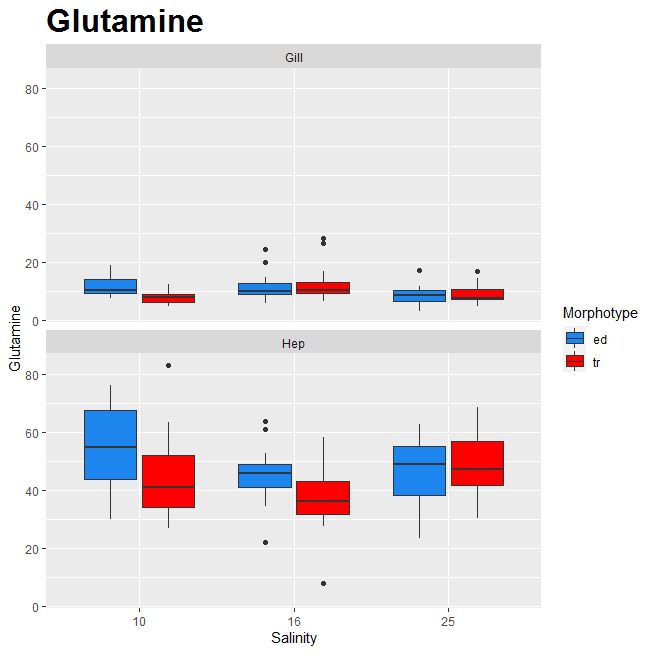 Glutamine
Gill
80
60
40
20
0
Hep
80
60
40
20
0
Glutamine
10 16 25
Salinity
Morphotype
ed
tr